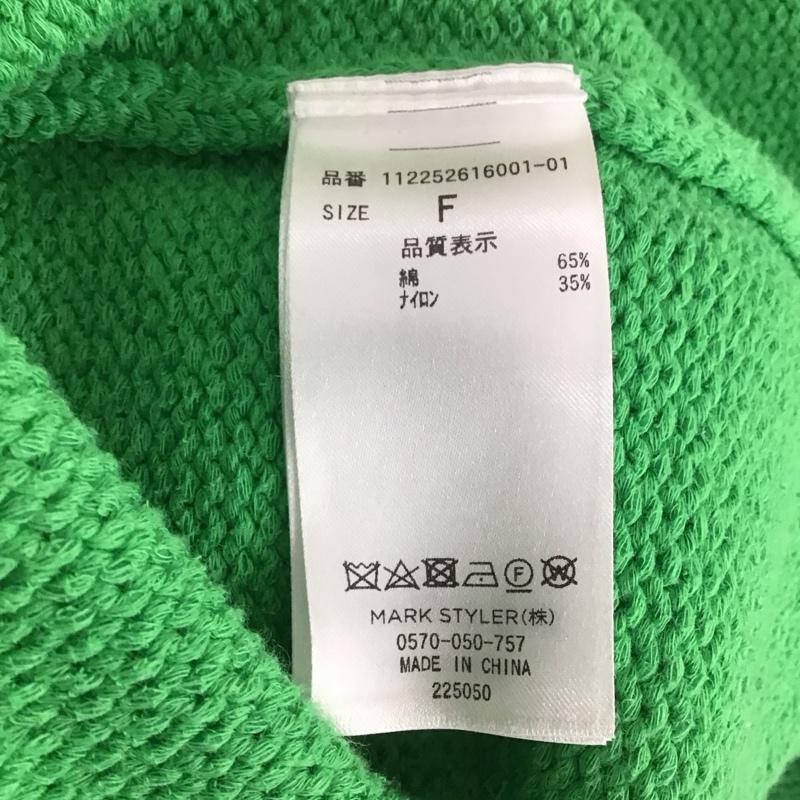 品番 112252616001-01
SIZE F
品質表示
綿 65%
ナイロン 35%
F W
MARK STYLER(株)
0570-050-757
MADE IN CHINA
225050